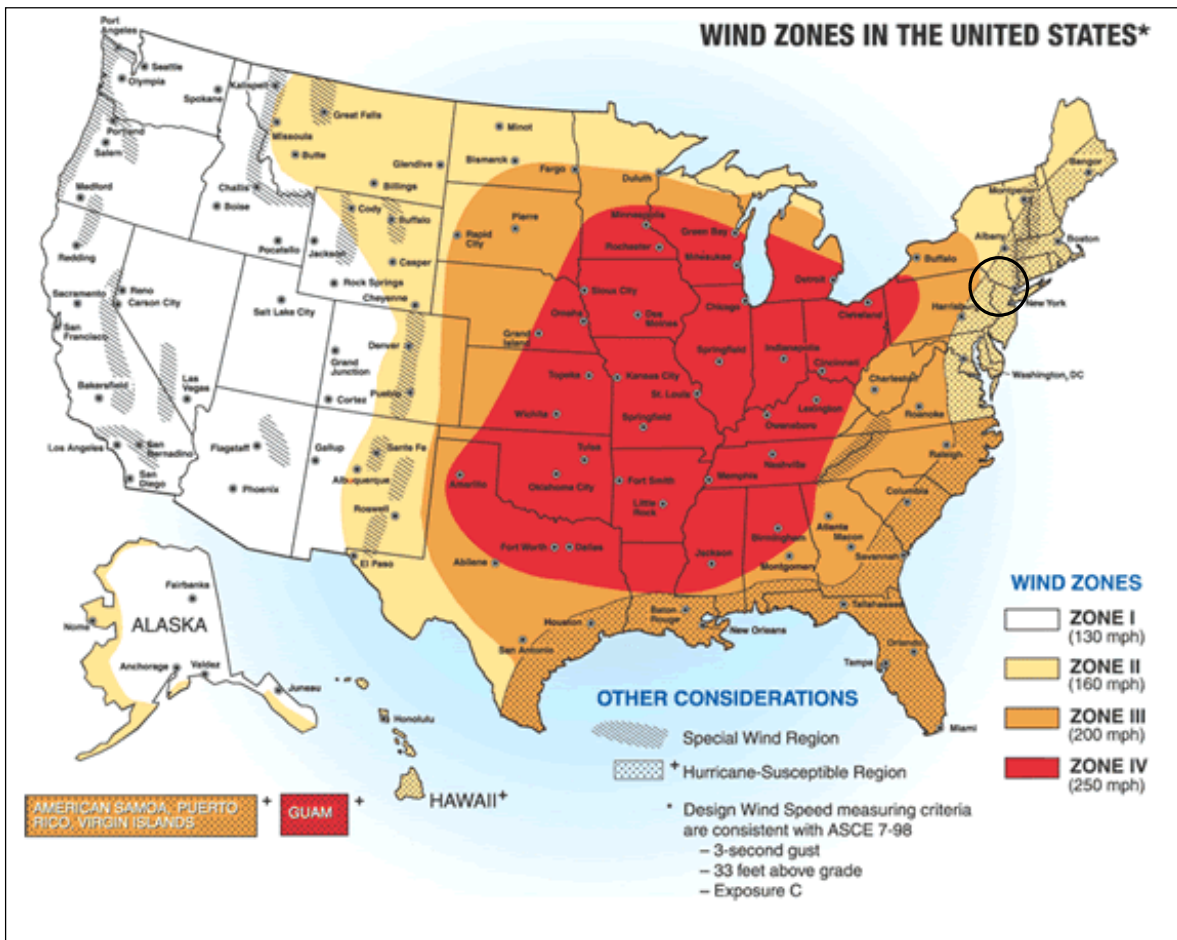 WIND ZONES IN THE UNITED STATES*
Port
Angeles
Seattle
Olympia
Spokane
Kalispell
Great Falls
Portland
Salem
Missoula
Butte
Glendive
Billings
Minot
Bismarck
Fargo
Duluth
Medford
Challis
Boise
Cody
Buffalo
Pierre
Rapid
City
Minneapolis
Rochester
Green Bay
Milwaukee
Detroit
Buffalo
Albany
Montpelier
Bangor
Boston
Redding
Pocatello
Jackson
Casper
Rock Springs
Cheyenne
Sioux City
Omaha
Des
Moines
Chicago
Cleveland
Harrisburg
New York
Sacramento
Reno
Carson City
San
Francisco
Salt Lake City
Grand
Island
Denver
Grand
Junction
Pueblo
Cortez
Topeka
Kansas City
Springfield
Indianapolis
Cincinnati
St. Louis
Charleston
Washington, DC
Bakersfield
Las
Vegas
Wichita
Springfield
Lexington
Owensboro
Roanoke
Los Angeles
San
Bernadino
San
Diego
Flagstaff
Phoenix
Gallup
Sante Fe
Albuquerque
Roswell
El Paso
Amarillo
Tulsa
Oklahoma City
Fort Smith
Little
Rock
Memphis
Nashville
Raleigh
Columbia
Atlanta
Macon
Savannah
Birmingham
Montgomery
Jackson
Fort Worth
Dallas
Abilene
Houston
San Antonio
Baton
Rouge
New Orleans
Tallahassee
Orlando
Tampa
Miami
Fairbanks
Nome
ALASKA
Anchorage
Valdez
Juneau
Honolulu
HAWAII+
AMERICAN SAMOA, PUERTO
RICO, VIRGIN ISLANDS
+
GUAM
+
OTHER CONSIDERATIONS
Special Wind Region
+ Hurricane-Susceptible Region
* Design Wind Speed measuring criteria
are consistent with ASCE 7-98
– 3-second gust
– 33 feet above grade
– Exposure C
WIND ZONES
ZONE I
(130 mph)
ZONE II
(160 mph)
ZONE III
(200 mph)
ZONE IV
(250 mph)